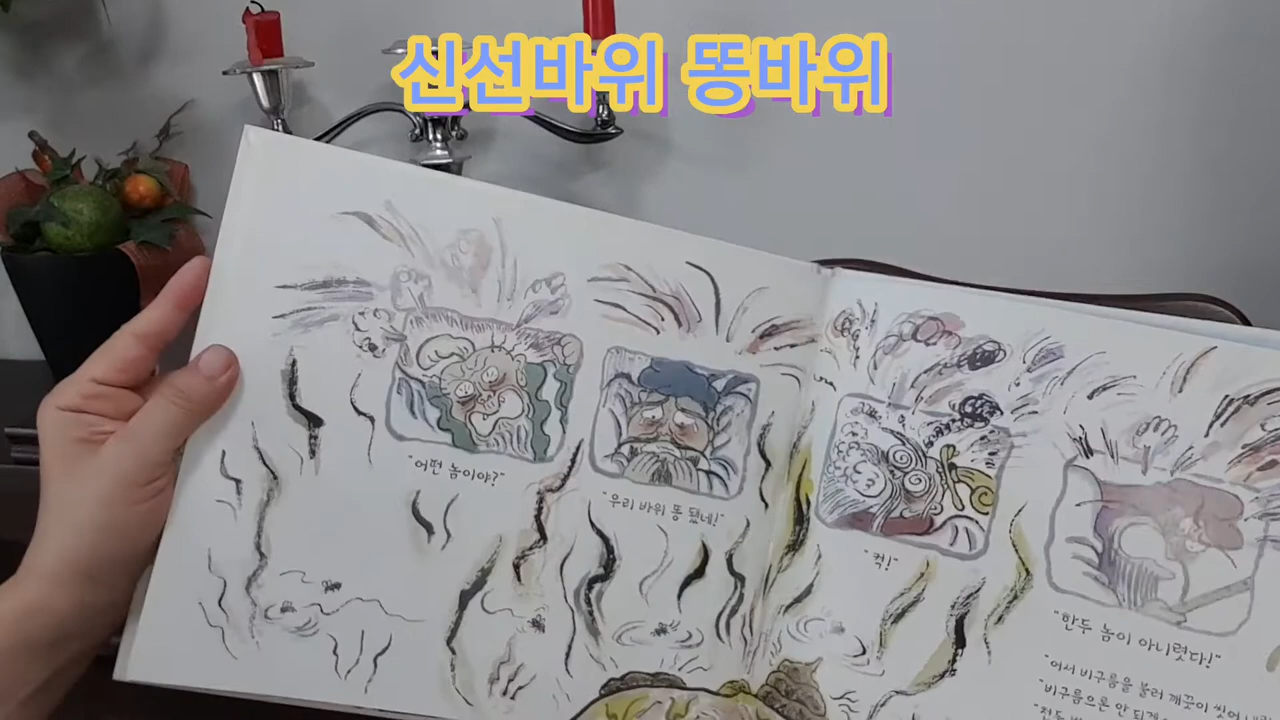 신선바위 똥바위
"어떤 놈이야?"
"우리 바위 똥 됐네!"
"컥!"
"한두 놈이 아니렷다!"
"어서 비구름을 불러 깨끗이 씻어
"비구름으론 안 되겠